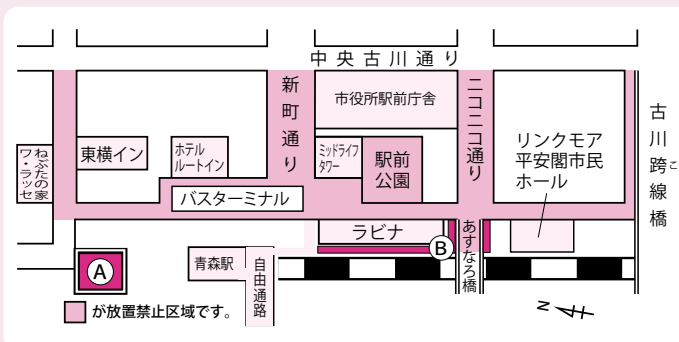 中央古川通り
新町通り
市役所駅前庁舎
ニコニコ通り
古川跨線橋
こ
ねぶたの家
ワ・ラッセ
東横イン
ホテル
ルートイン
ミッドライフ
タワー
駅前
公園
リンクモア
平安閣市民
ホール
バスターミナル
ラビナ
B
あすなろ橋
A
青森駅
自由通路
N
が放置禁止区域です。